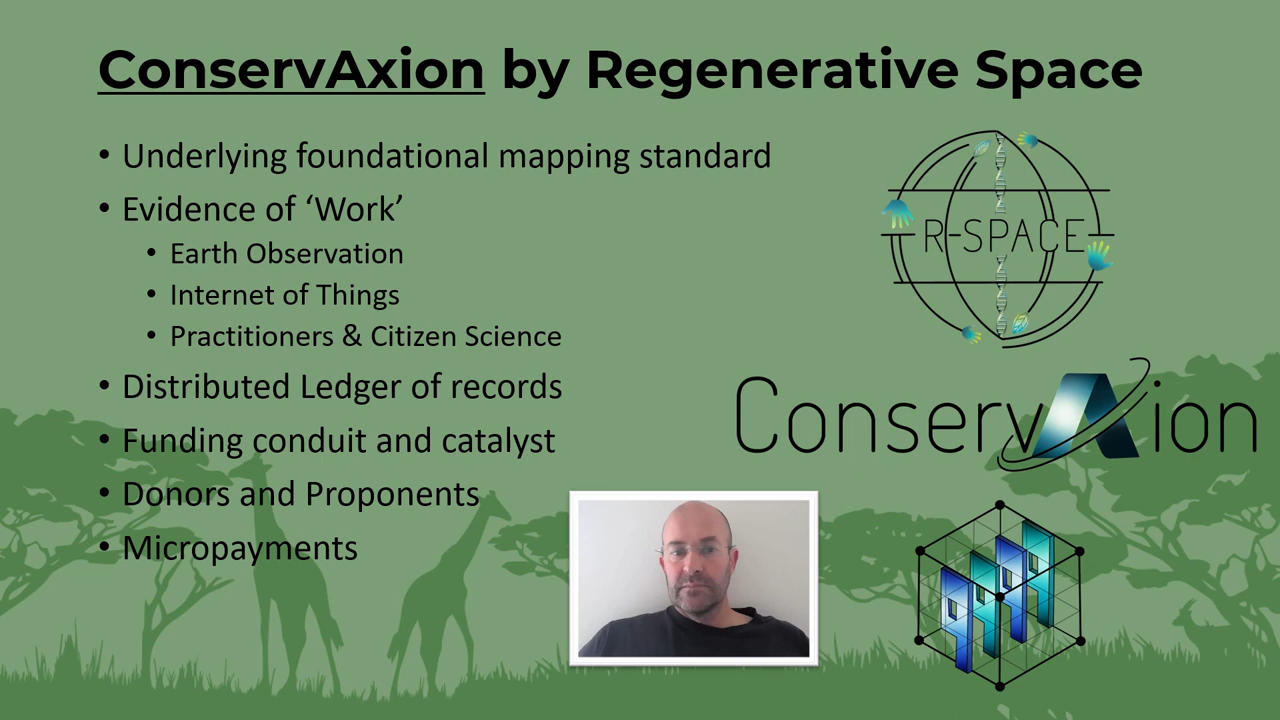 ConservAxion by Regenerative Space
• Underlying foundational mapping standard
• Evidence of ‘Work’
• Earth Observation
• Internet of Things
• Practitioners & Citizen Science
• Distributed Ledger of records
• Funding conduit and catalyst
• Donors and Proponents
• Micropayments
R-SPACE
ConservAxion